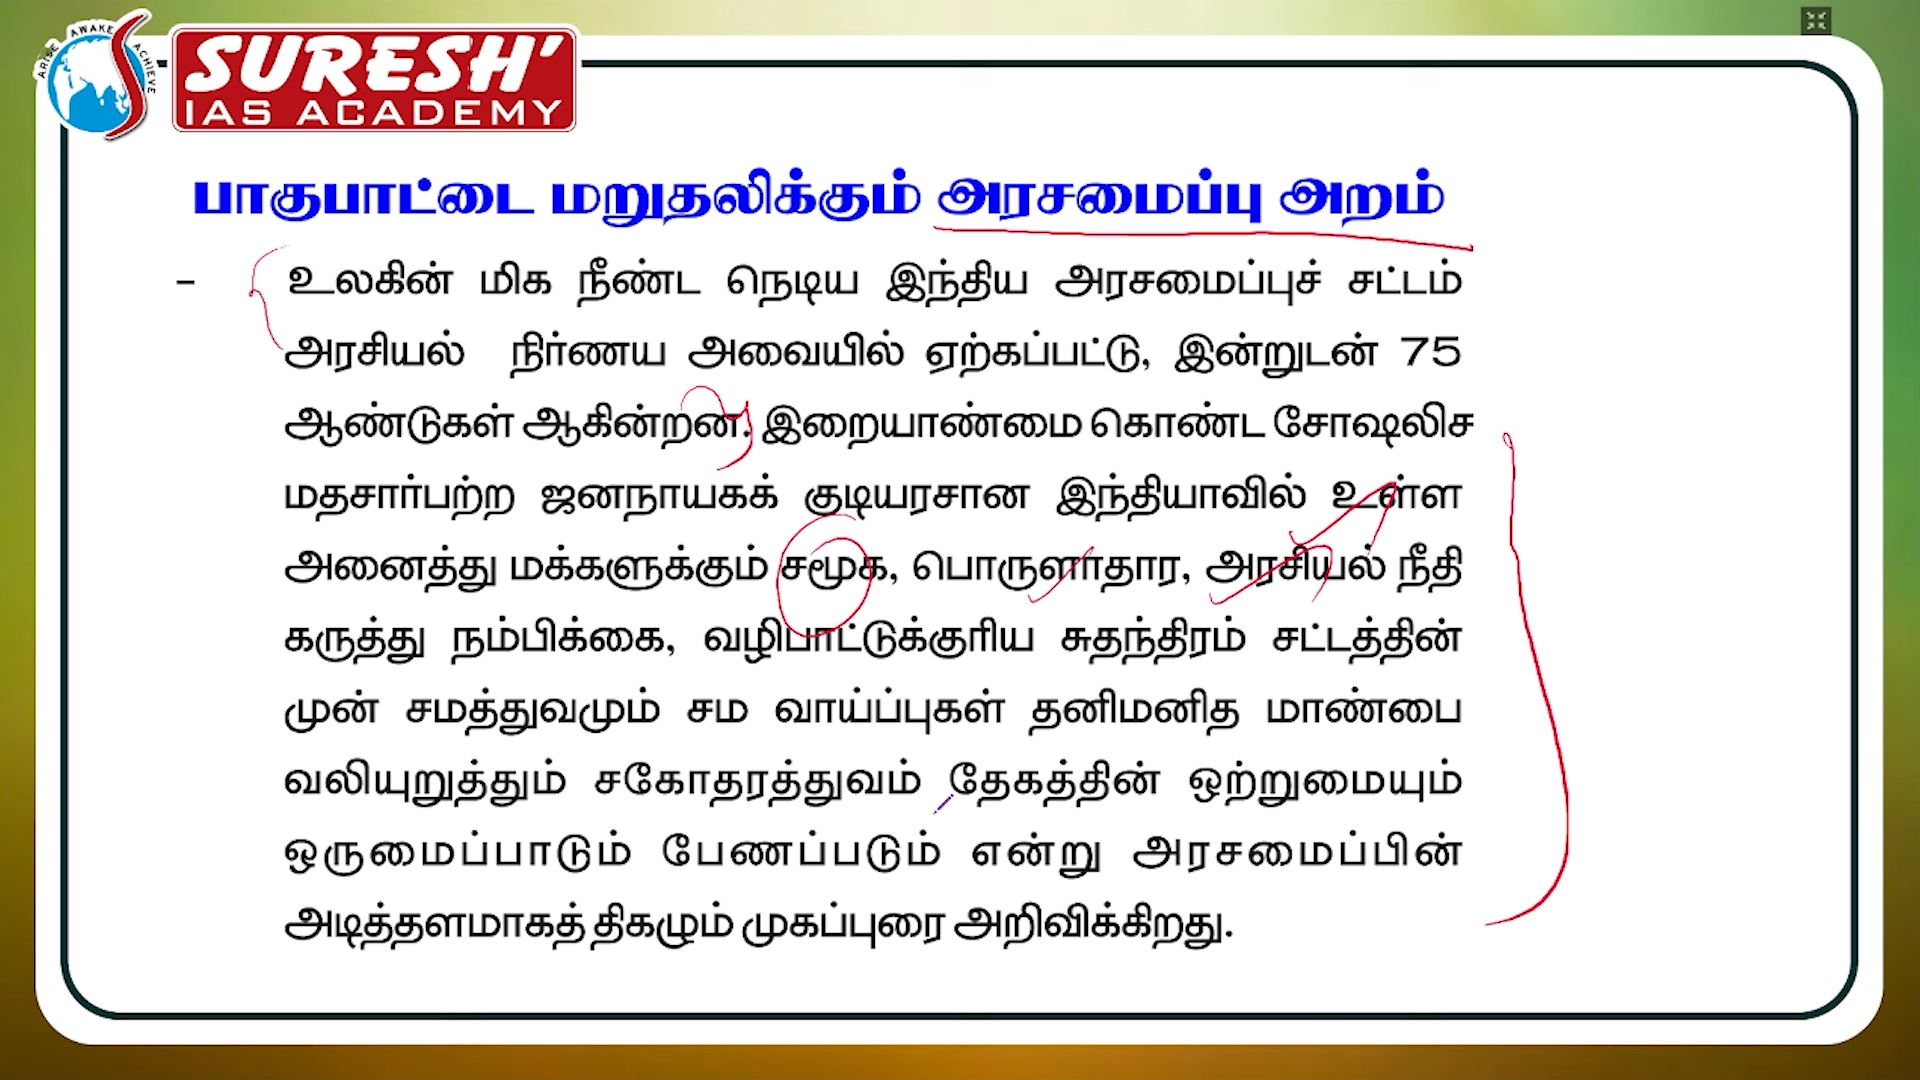 ARISE AWAKE ACHIEVE
SURESH'
IAS ACADEMY
பாகுபாட்டை மறுதலிக்கும் அரசமைப்பு அறம்
- உலகின் மிக நீண்ட நெடிய இந்திய அரசமைப்புச் சட்டம்
அரசியல் நிர்ணய அவையில் ஏற்கப்பட்டு, இன்றுடன் 75
ஆண்டுகள் ஆகின்றன. இறையாண்மை கொண்ட சோஷலிச
மதசார்பற்ற ஜனநாயகக் குடியரசான இந்தியாவில் உள்ள
அனைத்து மக்களுக்கும் சமூக, பொருளாதார, அரசியல் நீதி
கருத்து நம்பிக்கை, வழிபாட்டுக்குரிய சுதந்திரம் சட்டத்தின்
முன் சமத்துவமும் சம வாய்ப்புகள் தனிமனித மாண்பை
வலியுறுத்தும் சகோதரத்துவம் தேகத்தின் ஒற்றுமையும்
ஒருமைப்பாடும் பேணப்படும் என்று அரசமைப்பின்
அடித்தளமாகத் திகழும் முகப்புரை அறிவிக்கிறது.